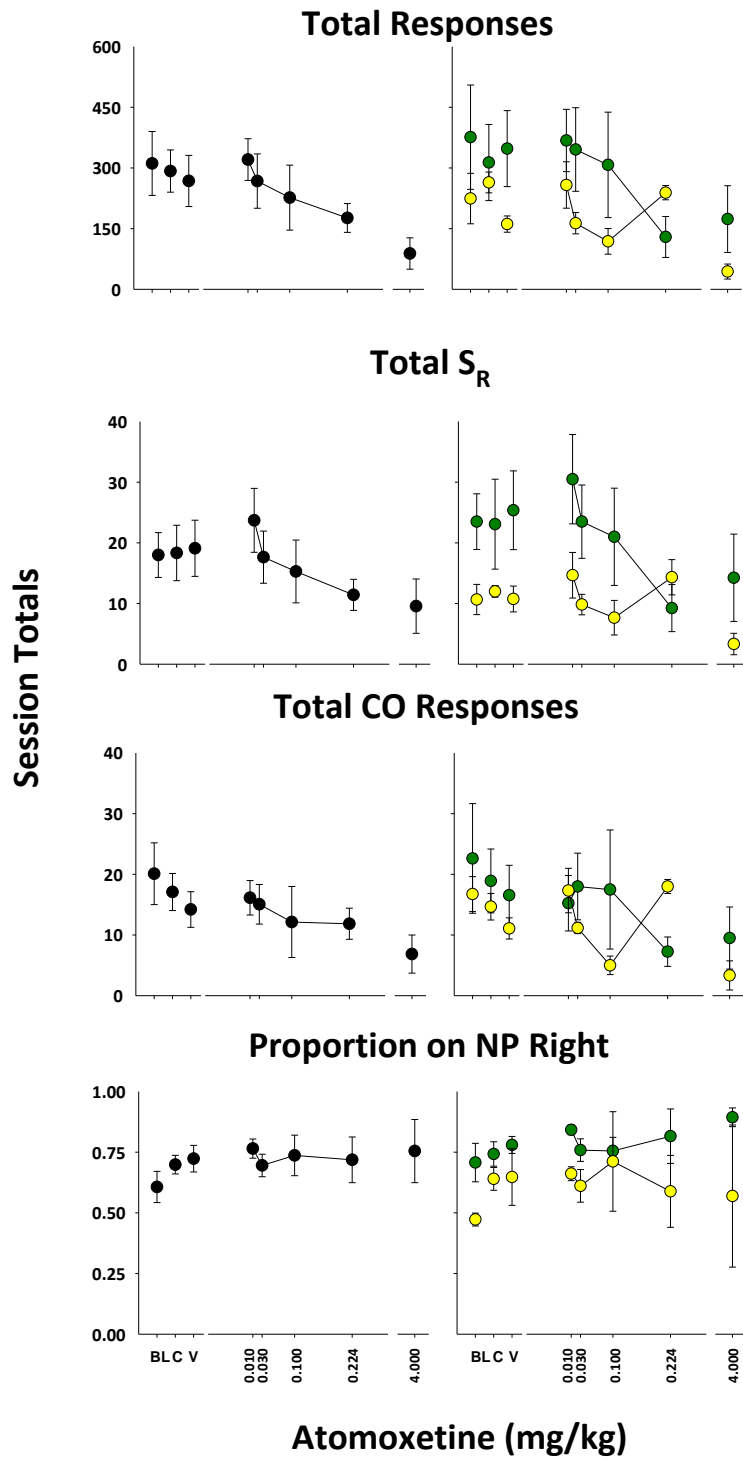 Total Responses
600
450
300
150
0
Total SR
40
30
20
10
0
Session Totals
Total CO Responses
40
30
20
10
0
Proportion on NP Right
1.00
0.75
0.50
0.25
0.00
BL C V 0.010 0.030 0.100 0.224 4.000 BL C V 0.010 0.030 0.100 0.224 4.000
Atomoxetine (mg/kg)